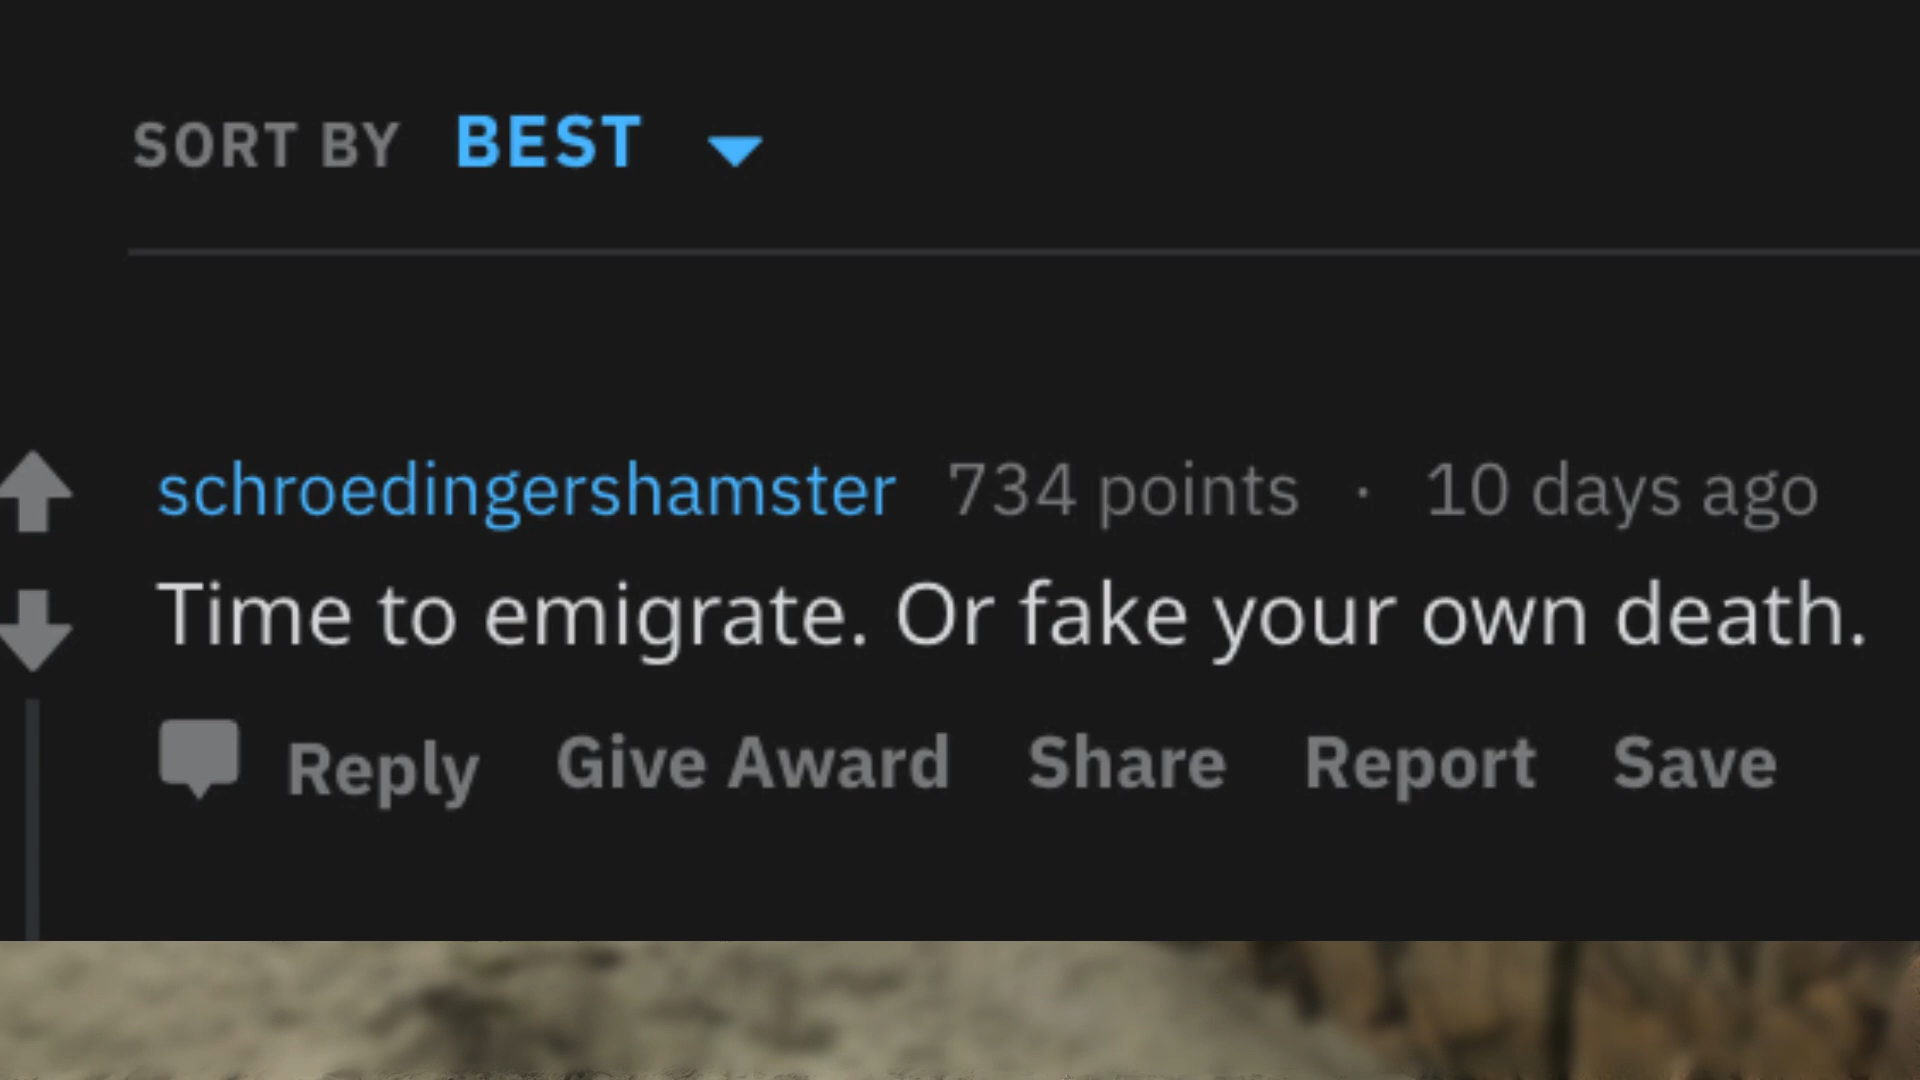 SORT BY BEST
schroedingershamster 734 points · 10 days ago
Time to emigrate. Or fake your own death.
Reply Give Award Share Report Save